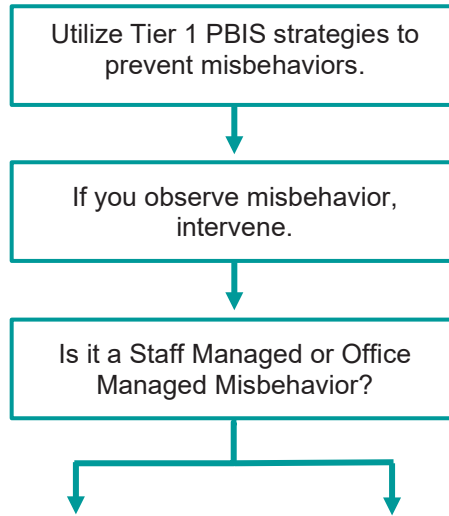 Utilize Tier 1 PBIS strategies to
prevent misbehaviors.
If you observe misbehavior,
intervene.
Is it a Staff Managed or Office
Managed Misbehavior?